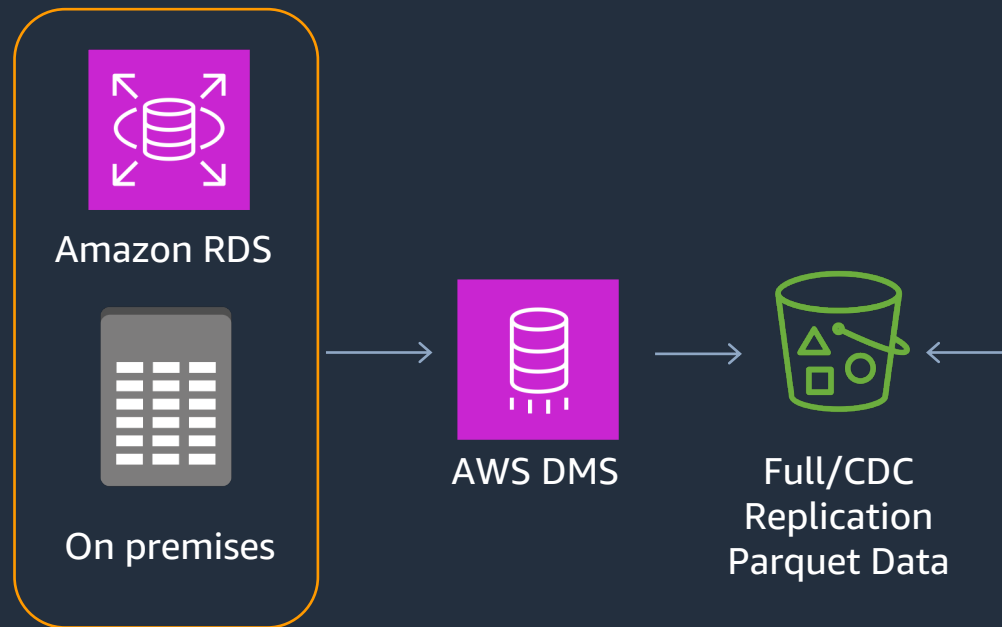 Amazon RDS
On premises
AWS DMS
Full/CDC
Replication
Parquet Data